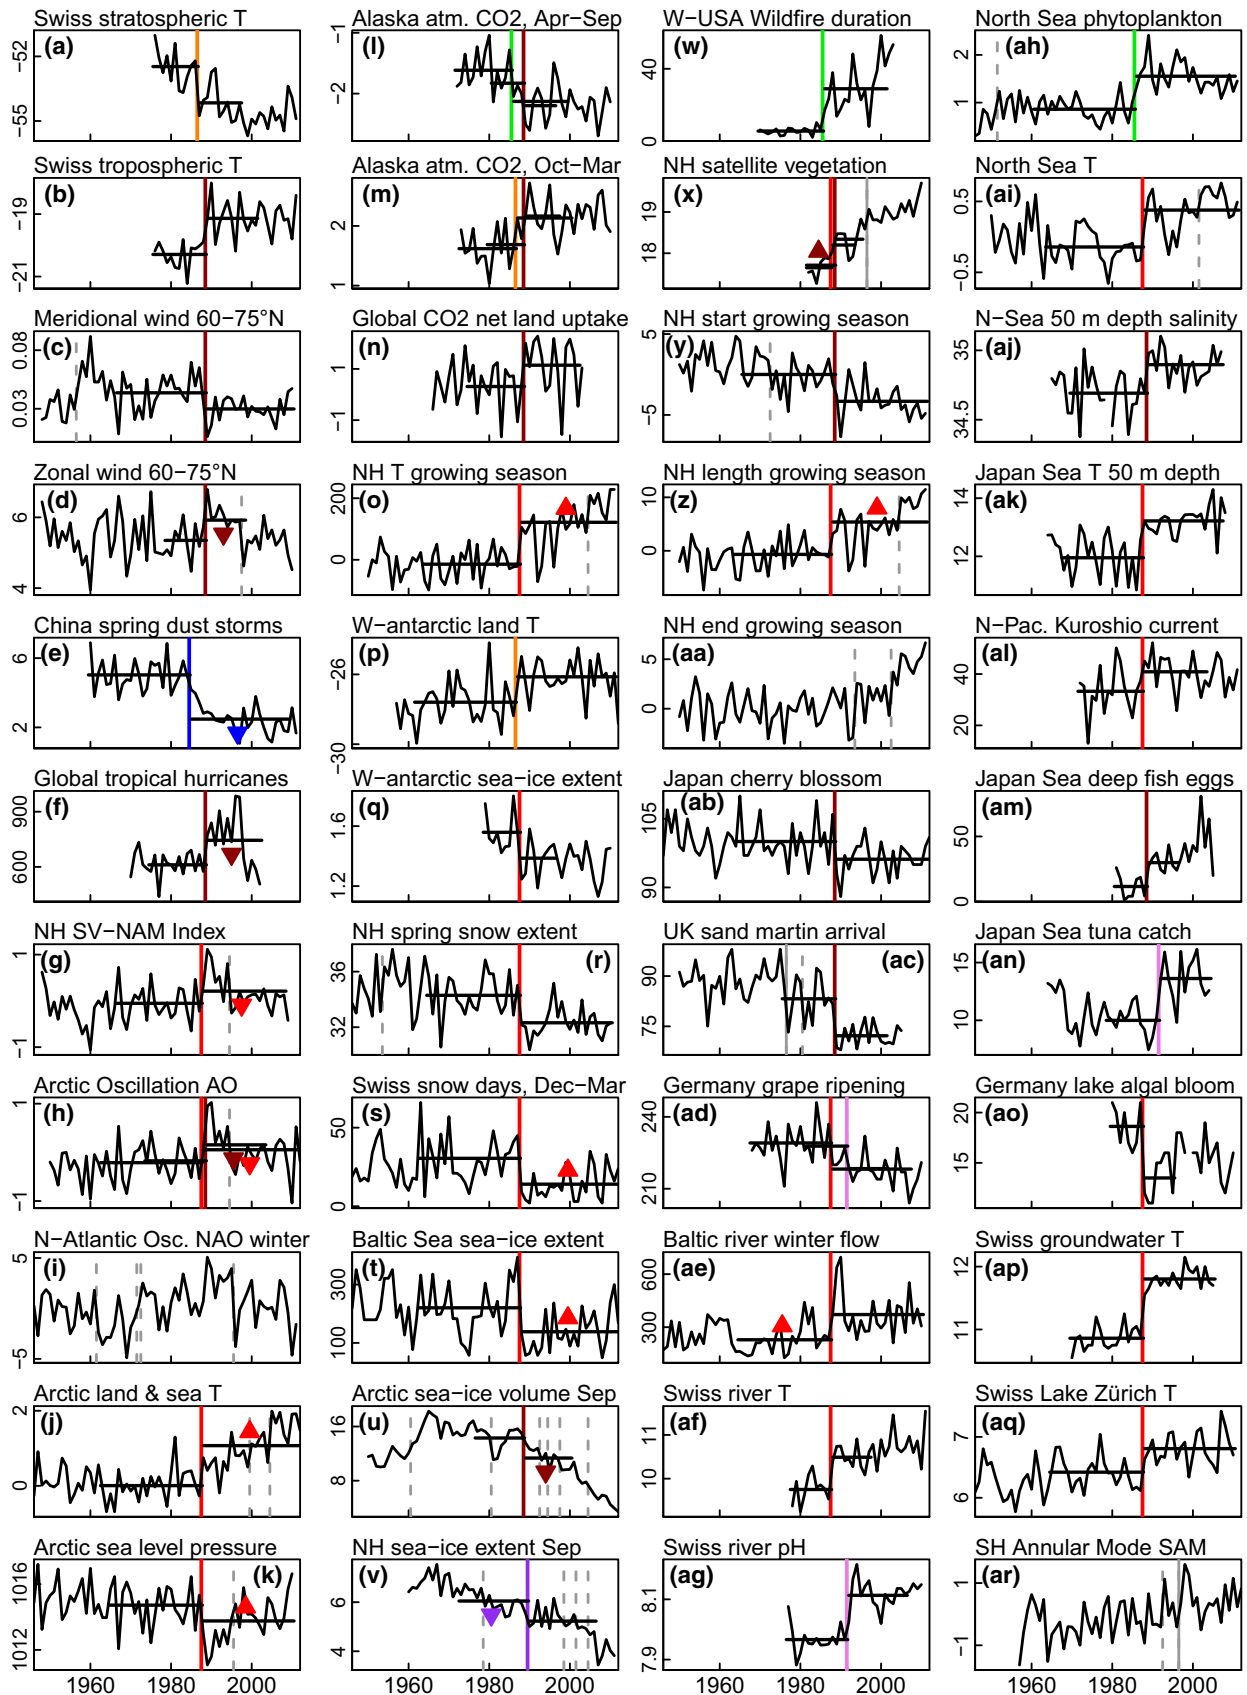 Swiss stratospheric T
(a)
−52
−55
Swiss tropospheric T
(b)
−19
−21
Meridional wind 60−75°N
(c)
0.08
0.03
Zonal wind 60−75°N
(d)
6
4
China spring dust storms
(e)
6
2
Global tropical hurricanes
(f)
900
600
NH SV−NAM Index
(g)
1
−1
Arctic Oscillation AO
(h)
1
−1
N−Atlantic Osc. NAO winter
(i)
5
−5
Arctic land & sea T
(j)
2
0
Arctic sea level pressure
(k)
1016
1012
1960 1980 2000
Alaska atm. CO2, Apr−Sep
(l)
−1
−2
Alaska atm. CO2, Oct−Mar
(m)
2
1
Global CO2 net land uptake
(n)
1
−1
NH T growing season
(o)
200
0
W−antarctic land T
(p)
−26
−30
W−antarctic sea−ice extent
(q)
1.6
1.2
NH spring snow extent
(r)
36
32
Swiss snow days, Dec−Mar
(s)
50
0
Baltic Sea sea−ice extent
(t)
300
100
Arctic sea−ice volume Sep
(u)
16
8
NH sea−ice extent Sep
(v)
6
4
1960 1980 2000
W−USA Wildfire duration
(w)
40
0
NH satellite vegetation
(x)
19
18
NH start growing season
(y)
5
−5
NH length growing season
(z)
10
0
NH end growing season
(aa)
5
0
Japan cherry blossom
(ab)
105
90
UK sand martin arrival
(ac)
90
75
Germany grape ripening
(ad)
240
210
Baltic river winter flow
(ae)
600
300
Swiss river T
(af)
11
10
Swiss river pH
(ag)
8.1
7.9
1960 1980 2000
North Sea phytoplankton
(ah)
2
1
North Sea T
(ai)
0.5
−0.5
N−Sea 50 m depth salinity
(aj)
35
34.5
Japan Sea T 50 m depth
(ak)
14
12
N−Pac. Kuroshio current
(al)
40
20
Japan Sea deep fish eggs
(am)
50
0
Japan Sea tuna catch
(an)
15
10
Germany lake algal bloom
(ao)
20
15
Swiss groundwater T
(ap)
12
11
Swiss Lake Zürich T
(aq)
7
6
SH Annular Mode SAM
(ar)
1
−1
1960 1980 2000